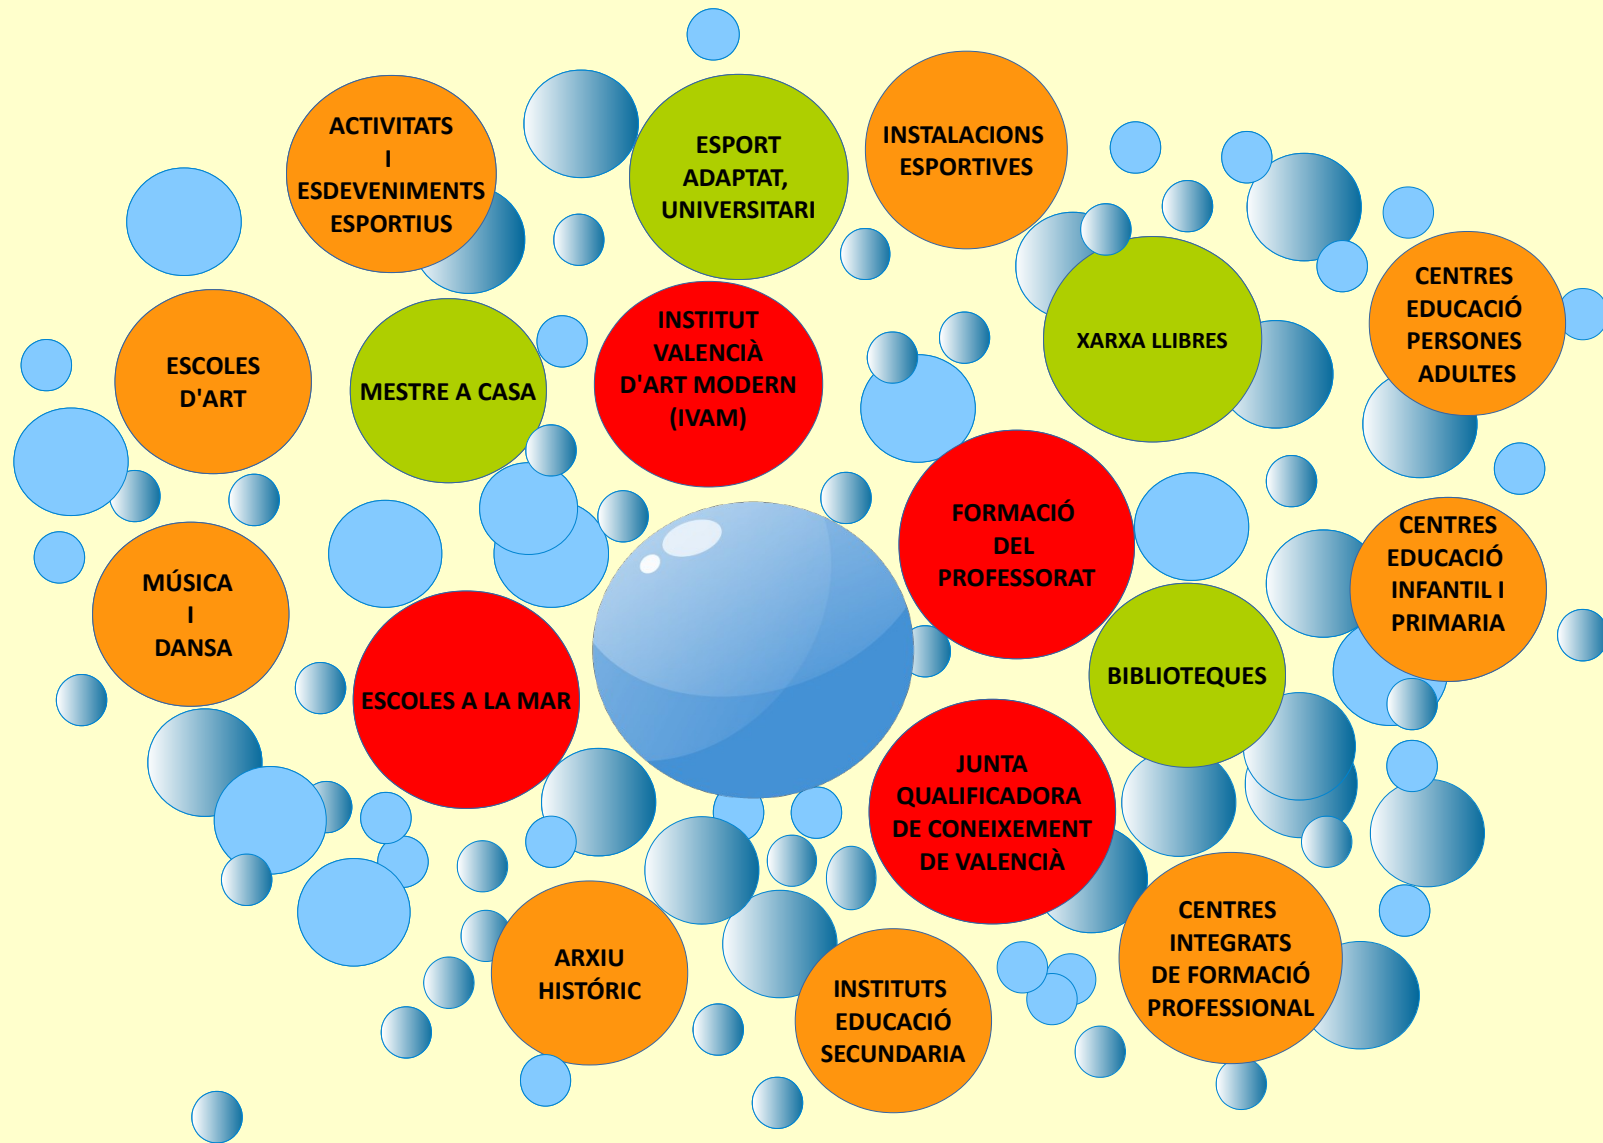 ACTIVITATS
I
ESDEVENIMENTS
ESPORTIUS
ESPORT
ADAPTAT,
UNIVERSITARI
INSTALACIONS
ESPORTIVES
ESCOLES
D'ART
MESTRE A CASA
INSTITUT
VALENCIÀ
D'ART MODERN
(IVAM)
XARXA LLIBRES
CENTRES
EDUCACIÓ
PERSONES
ADULTES
MÚSICA
I
DANSA
ESCOLES A LA MAR
FORMACIÓ
DEL
PROFESSORAT
BIBLIOTEQUES
CENTRES
EDUCACIÓ
INFANTIL I
PRIMARIA
JUNTA
QUALIFICADORA
DE CONEIXEMENT
DE VALENCIÀ
ARXIU
HISTÓRIC
INSTITUTS
EDUCACIÓ
SECUNDARIA
CENTRES
INTEGRATS
DE FORMACIÓ
PROFESSIONAL